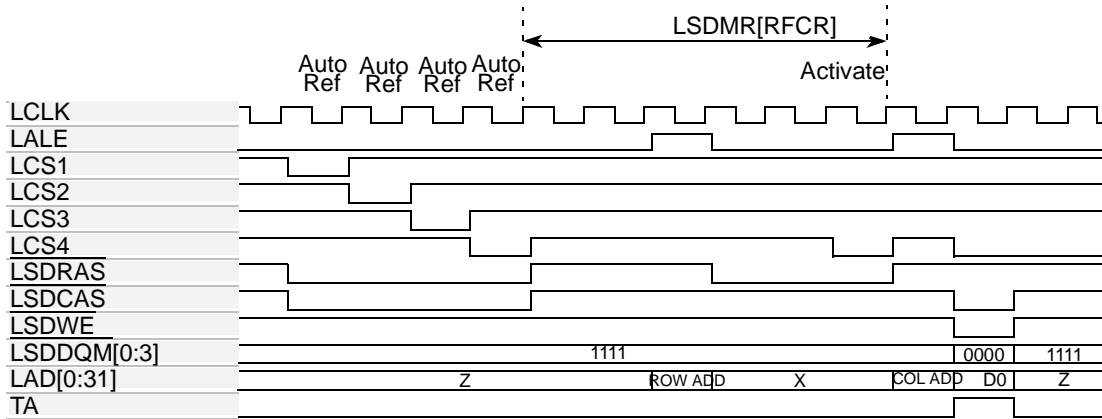 LSDMR[RFCR]
Auto Ref Auto Ref Auto Ref Auto Ref
Activate
LCLK
LALE
LCS1
LCS2
LCS3
LCS4
LSDRAS
LSDCAS
LSDWE
LSDDQM[0:3] 1111 0000 1111
LAD[0:31] Z ROW ADD X COL ADD D0 Z
TA